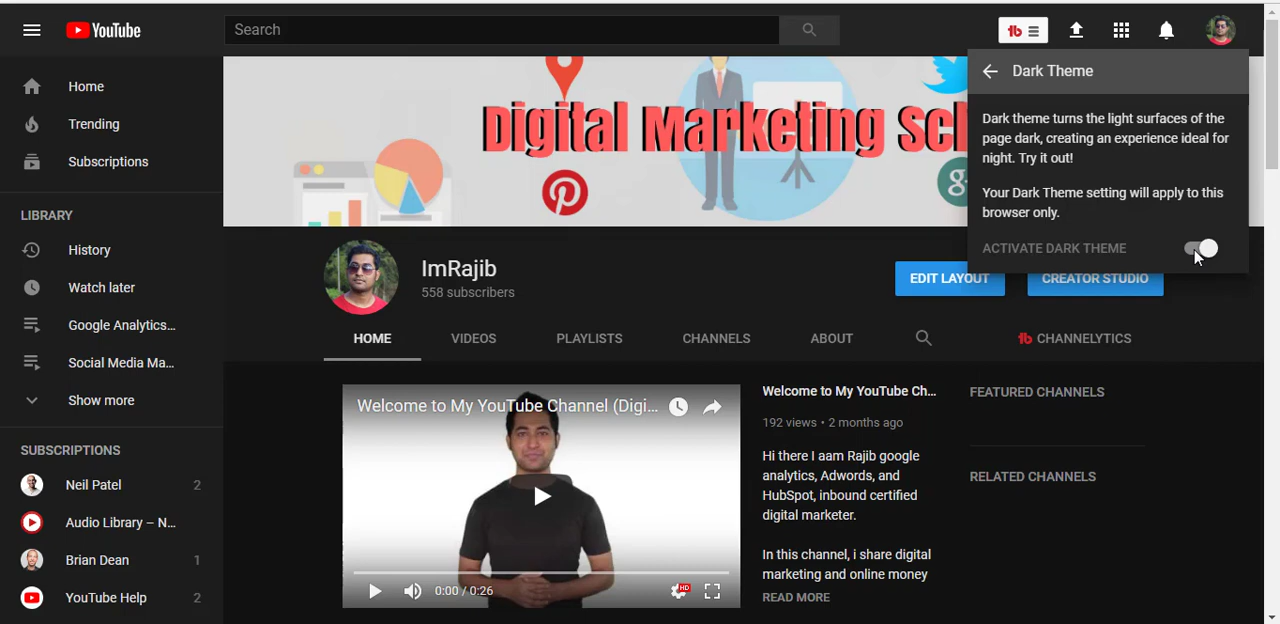 YouTube
Search
tb
Home
Trending
Subscriptions
LIBRARY
History
Watch later
Google Analytics...
Social Media Ma...
Show more
SUBSCRIPTIONS
Neil Patel 2
Audio Library – N...
Brian Dean 1
YouTube Help 2
Digital Marketing Sc
g+
Dark Theme
Dark theme turns the light surfaces of the
page dark, creating an experience ideal for
night. Try it out!
Your Dark Theme setting will apply to this
browser only.
ACTIVATE DARK THEME
ImRajib
558 subscribers
EDIT LAYOUT
CREATOR STUDIO
HOME VIDEOS PLAYLISTS CHANNELS ABOUT tb CHANNELYTICS
Welcome to My YouTube Channel (Digi...
0:00 / 0:26
HD
Welcome to My YouTube Ch...
192 views • 2 months ago
Hi there I aam Rajib google
analytics, Adwords, and
HubSpot, inbound certified
digital marketer.
In this channel, i share digital
marketing and online money
READ MORE
FEATURED CHANNELS
RELATED CHANNELS